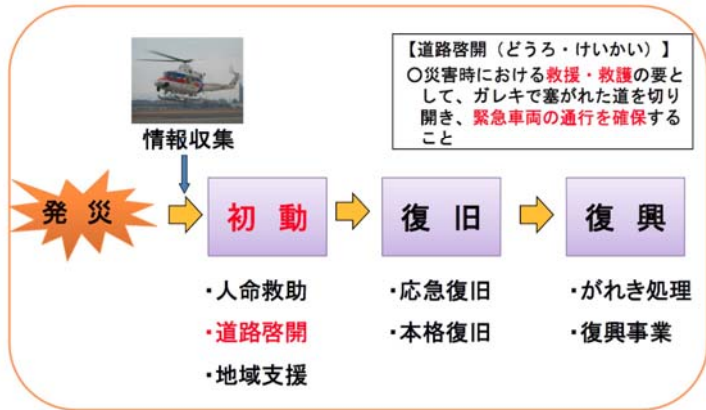 【道路啓開（どうろ・けいかい）】
〇災害時における救援・救護の要と
して、ガレキで塞がれた道を切り
開き、緊急車両の通行を確保する
こと
情報収集
発 災
初 動
復 旧
復 興
・人命救助
・道路啓開
・地域支援
・応急復旧
・本格復旧
・がれき処理
・復興事業